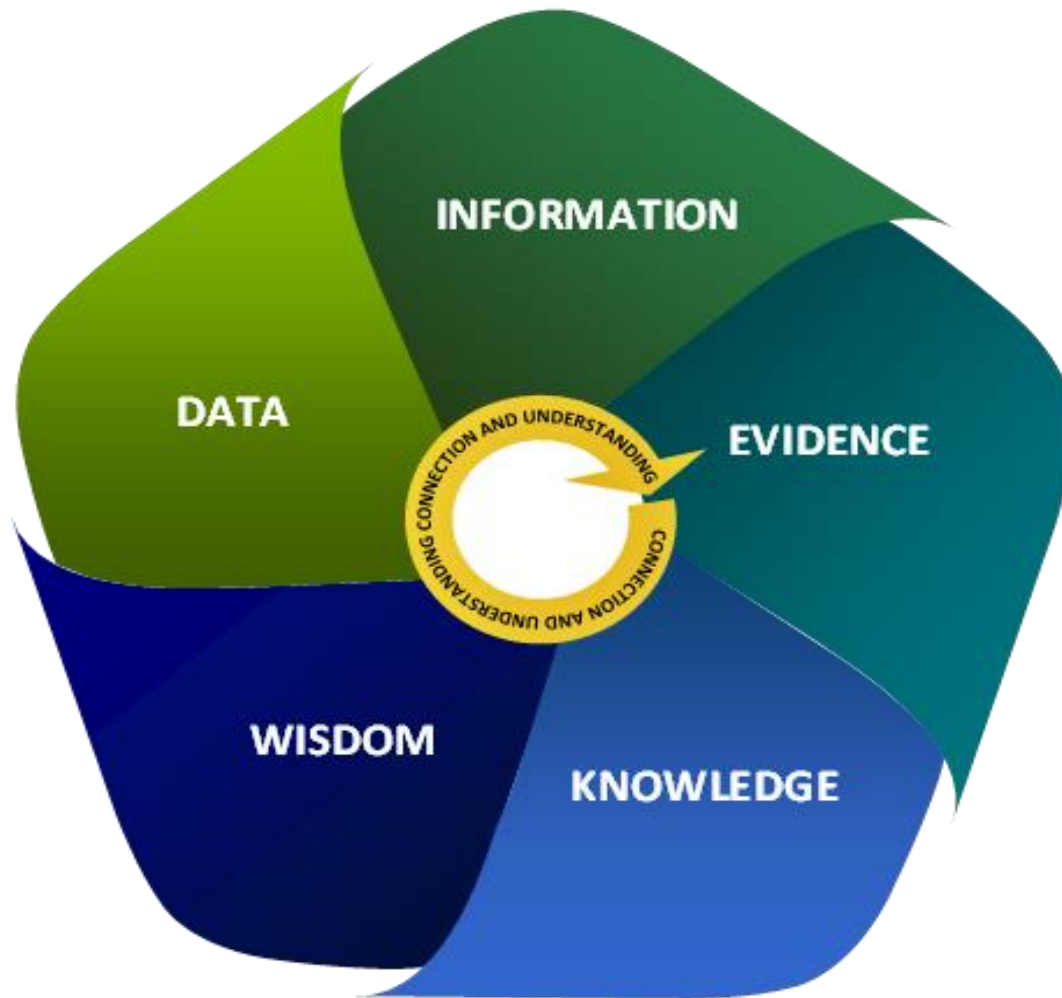 INFORMATION
DATA
EVIDENCE
CONNECTION AND UNDERSTANDING
CONNECTION AND UNDERSTANDING
WISDOM
KNOWLEDGE